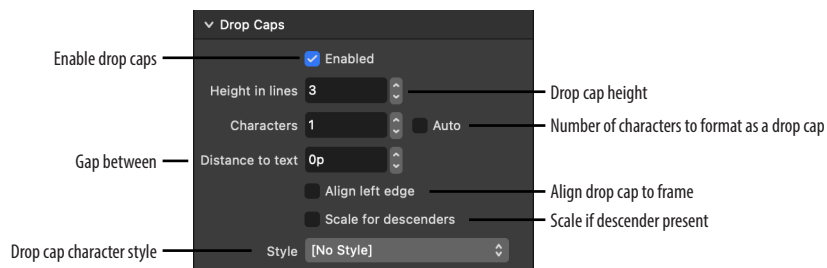 Drop Caps
Enable drop caps Enabled
Height in lines 3 Drop cap height
Characters 1 Auto Number of characters to format as a drop cap
Gap between Distance to text 0p
Align left edge Align drop cap to frame
Scale for descenders Scale if descender present
Drop cap character style Style [No Style]